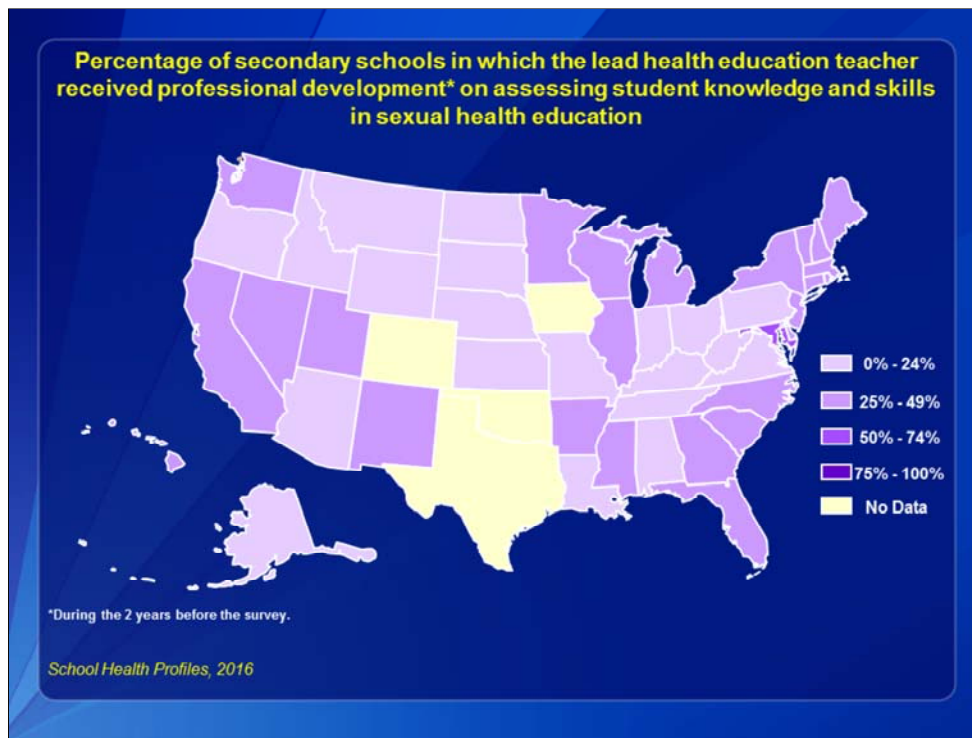 Percentage of secondary schools in which the lead health education teacher
received professional development* on assessing student knowledge and skills
in sexual health education
0% - 24%
25% - 49%
50% - 74%
75% - 100%
No Data
*During the 2 years before the survey.
School Health Profiles, 2016